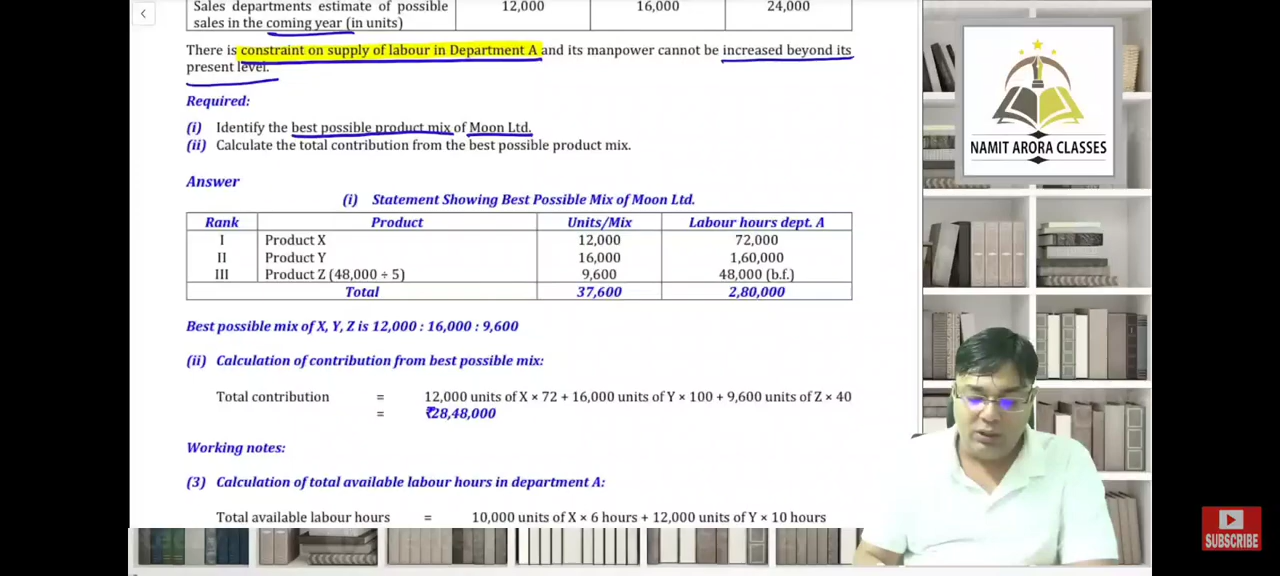 Sales departments estimate of possible 12,000 16,000 24,000
sales in the coming year (in units)
There is constraint on supply of labour in Department A and its manpower cannot be increased beyond its
present level.
Required:
(i) Identify the best possible product mix of Moon Ltd.
(ii) Calculate the total contribution from the best possible product mix.
Answer
(i) Statement Showing Best Possible Mix of Moon Ltd.
Rank Product Units/Mix Labour hours dept. A
I Product X 12,000 72,000
II Product Y 16,000 1,60,000
III Product Z (48,000 ÷ 5) 9,600 48,000 (b.f.)
Total 37,600 2,80,000
Best possible mix of X, Y, Z is 12,000 : 16,000 : 9,600
(ii) Calculation of contribution from best possible mix:
Total contribution = 12,000 units of X × 72 + 16,000 units of Y × 100 + 9,600 units of Z × 40
= ₹28,48,000
Working notes:
(3) Calculation of total available labour hours in department A:
Total available labour hours = 10,000 units of X × 6 hours + 12,000 units of Y × 10 hours
NAMIT ARORA CLASSES
SUBSCRIBE